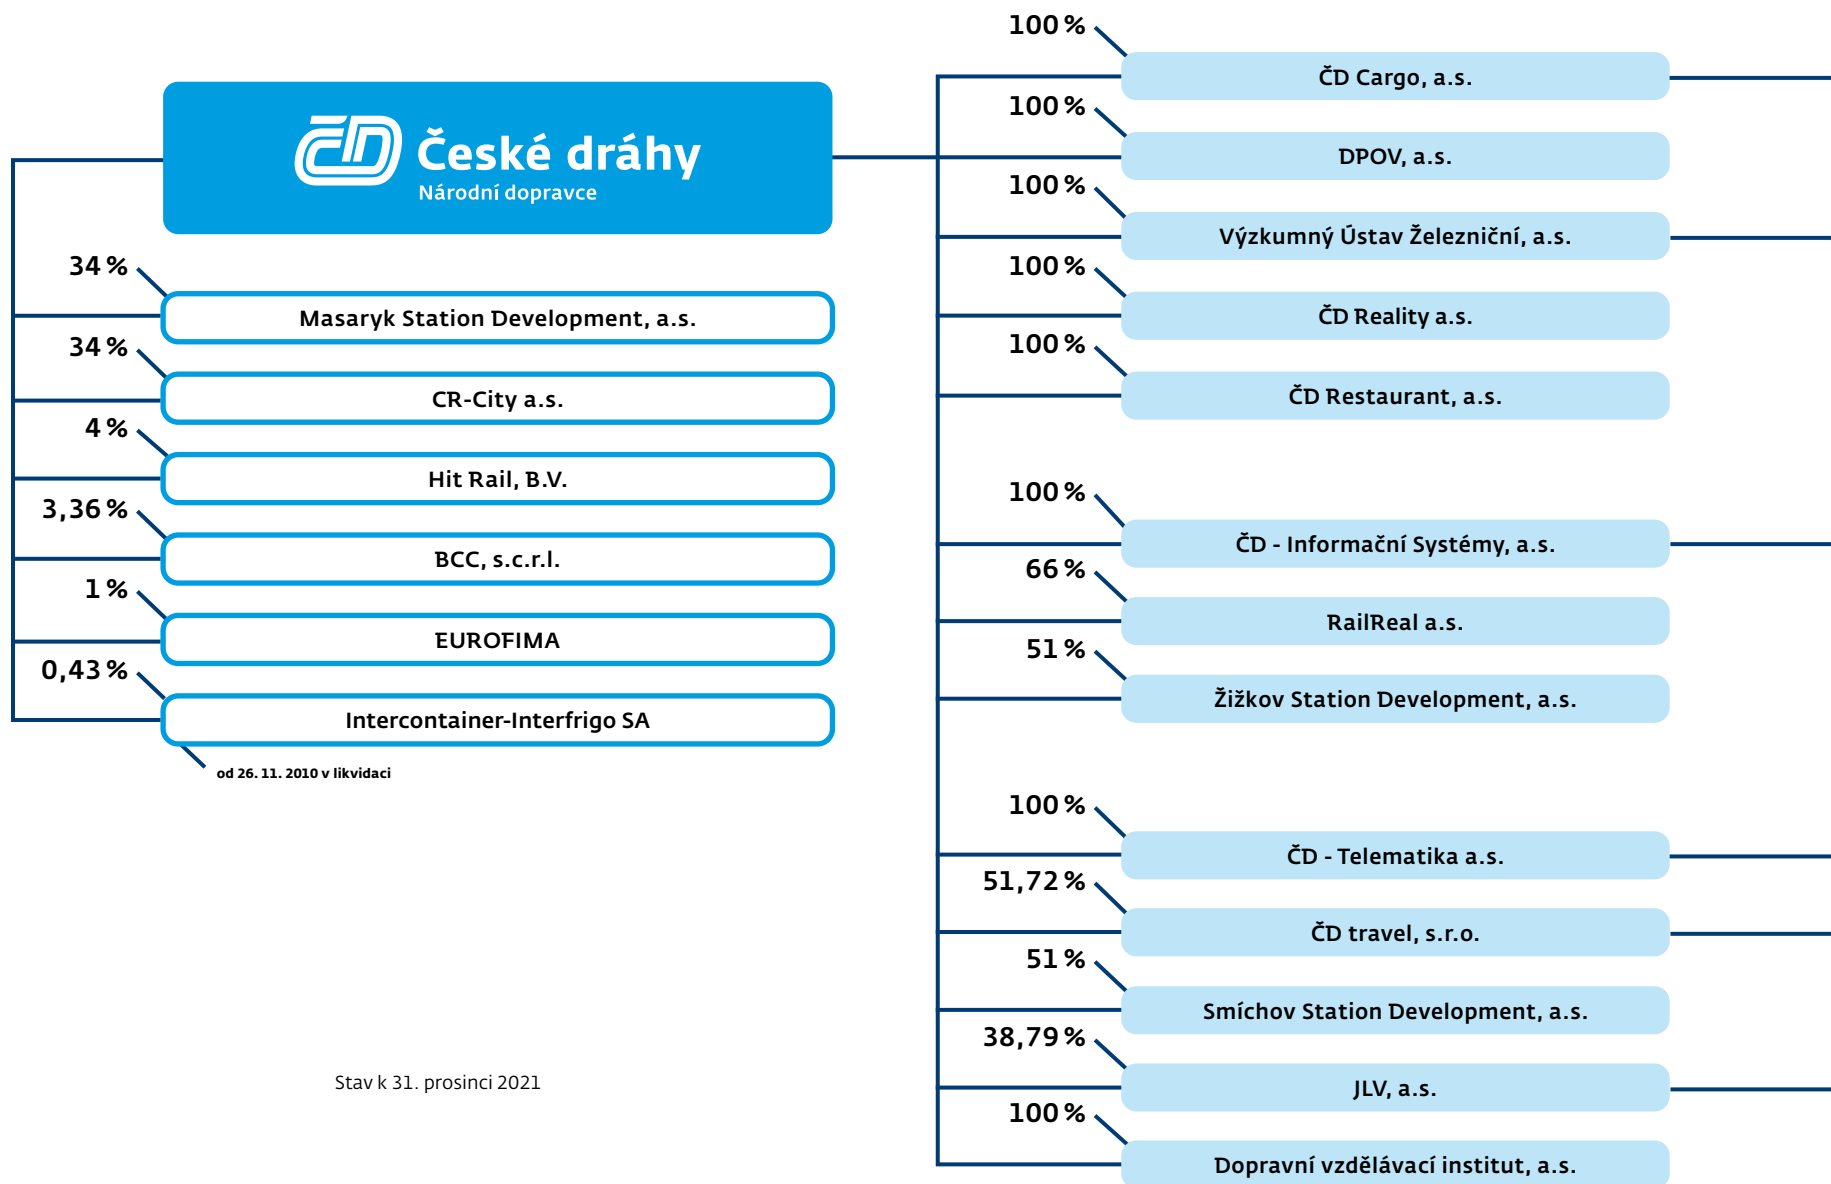 ČD České dráhy
Národní dopravce
34 %
Masaryk Station Development, a.s.
34 %
CR-City a.s.
4 %
Hit Rail, B.V.
3,36 %
BCC, s.c.r.l.
1 %
EUROFIMA
0,43 %
Intercontainer-Interfrigo SA
od 26. 11. 2010 v likvidaci
Stav k 31. prosinci 2021
100 %
ČD Cargo, a.s.
100 %
DPOV, a.s.
100 %
Výzkumný Ústav Železniční, a.s.
100 %
ČD Reality a.s.
100 %
ČD Restaurant, a.s.
100 %
ČD - Informační Systémy, a.s.
66 %
RailReal a.s.
51 %
Žižkov Station Development, a.s.
100 %
ČD - Telematika a.s.
51,72 %
ČD travel, s.r.o.
51 %
Smíchov Station Development, a.s.
38,79 %
JLV, a.s.
100 %
Dopravní vzdělávací institut, a.s.